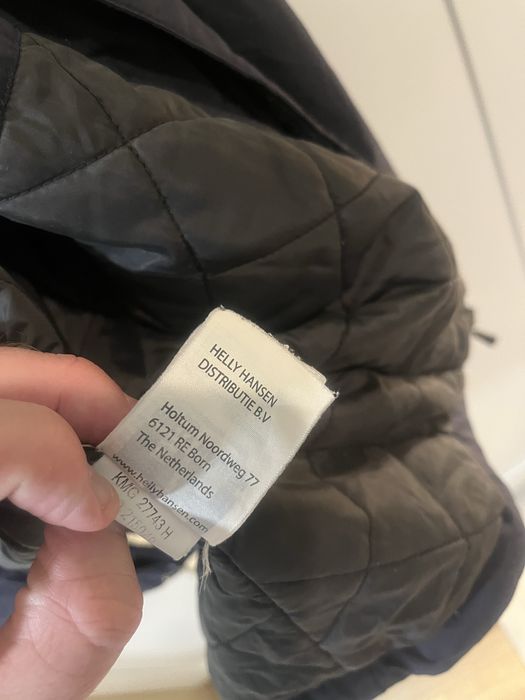 HELLY HANSEN
DISTRIBUTIE B.V
Holtum Noordweg 77
6121 RE Born
The Netherlands
www.hellyhansen.com
KMG 27743 H